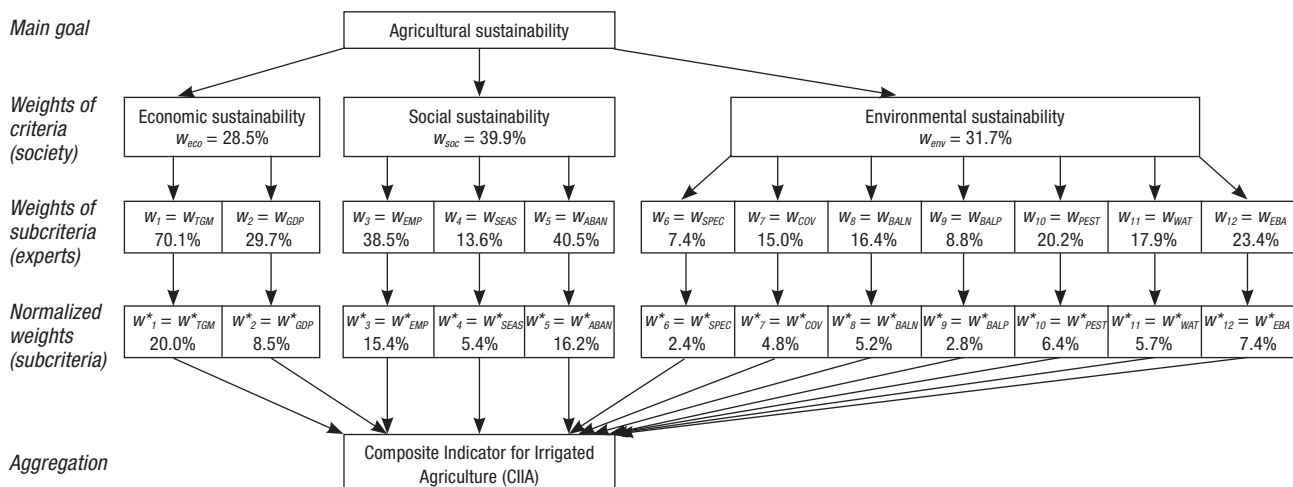 Main goal
Agricultural sustainability
Weights of
criteria
(society)
Economic sustainability
w_eco = 28.5%
Social sustainability
w_soc = 39.9%
Environmental sustainability
w_env = 31.7%
Weights of
subcriteria
(experts)
w_1 = w_TGM
70.1%
w_2 = w_GDP
29.7%
w_3 = w_EMP
38.5%
w_4 = w_SEAS
13.6%
w_5 = w_ABAN
40.5%
w_6 = w_SPEC
7.4%
w_7 = w_COV
15.0%
w_8 = w_BALN
16.4%
w_9 = w_BALP
8.8%
w_10 = w_PEST
20.2%
w_11 = w_WAT
17.9%
w_12 = w_EBA
23.4%
Normalized
weights
(subcriteria)
w*_1 = w*_TGM
20.0%
w*_2 = w*_GDP
8.5%
w*_3 = w*_EMP
15.4%
w*_4 = w*_SEAS
5.4%
w*_5 = w*_ABAN
16.2%
w*_6 = w*_SPEC
2.4%
w*_7 = w*_COV
4.8%
w*_8 = w*_BALN
5.2%
w*_9 = w*_BALP
2.8%
w*_10 = w*_PEST
6.4%
w*_11 = w*_WAT
5.7%
w*_12 = w*_EBA
7.4%
Aggregation
Composite Indicator for Irrigated
Agriculture (CIIA)